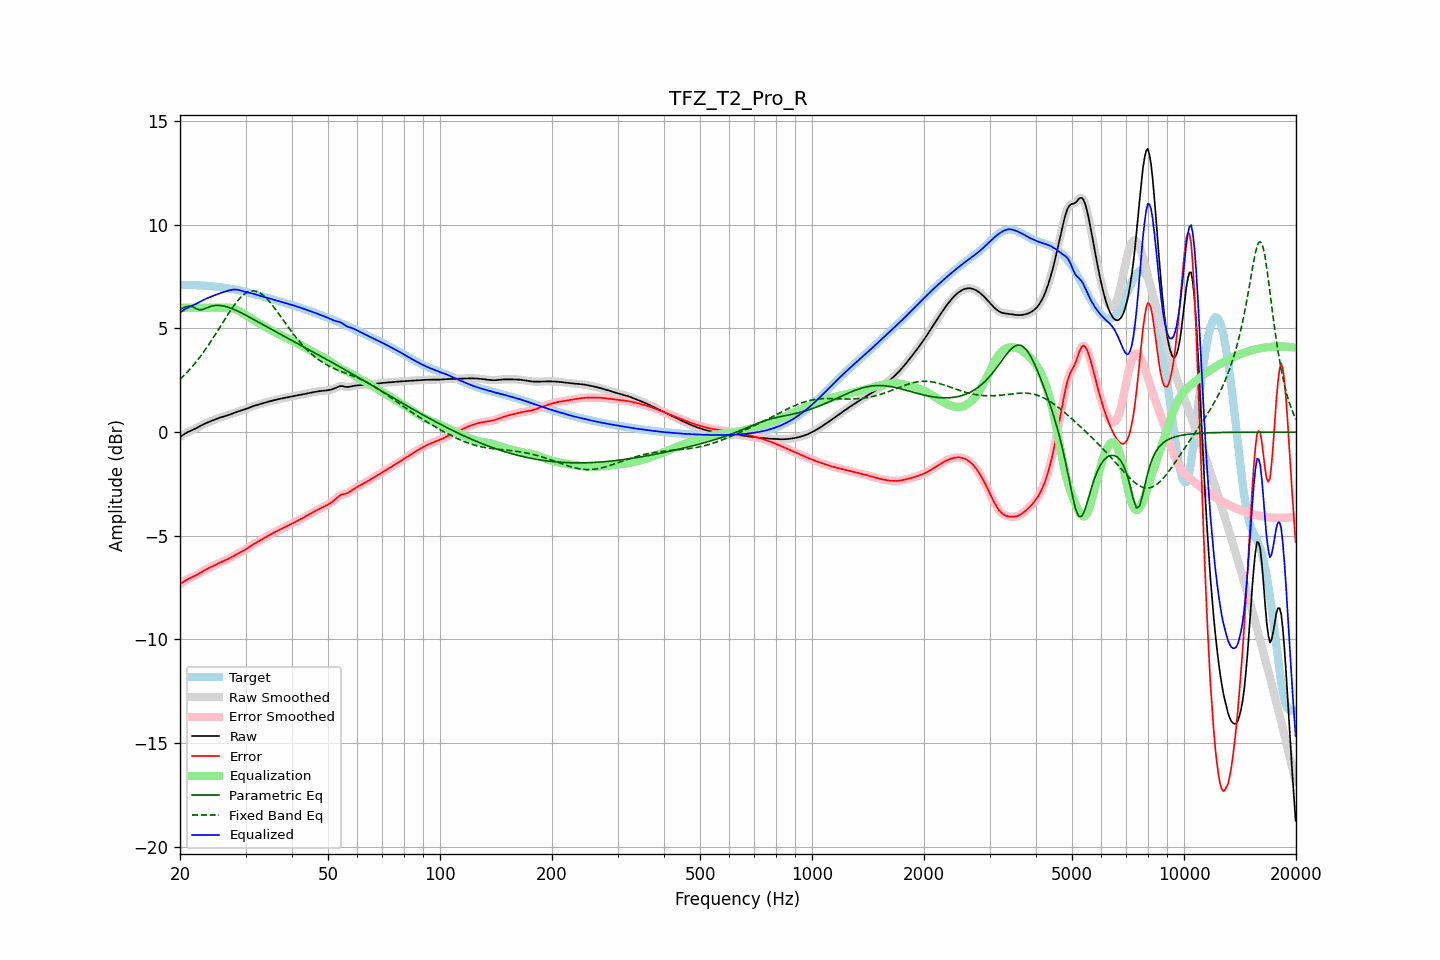 TFZ_T2_Pro_R
Amplitude (dBr)
15
10
5
0
−5
−10
−15
−20
Target
Raw Smoothed
Error Smoothed
Raw
Error
Equalization
Parametric Eq
Fixed Band Eq
Equalized
20 50 100 200 500 1000 2000 5000 10000 20000
Frequency (Hz)